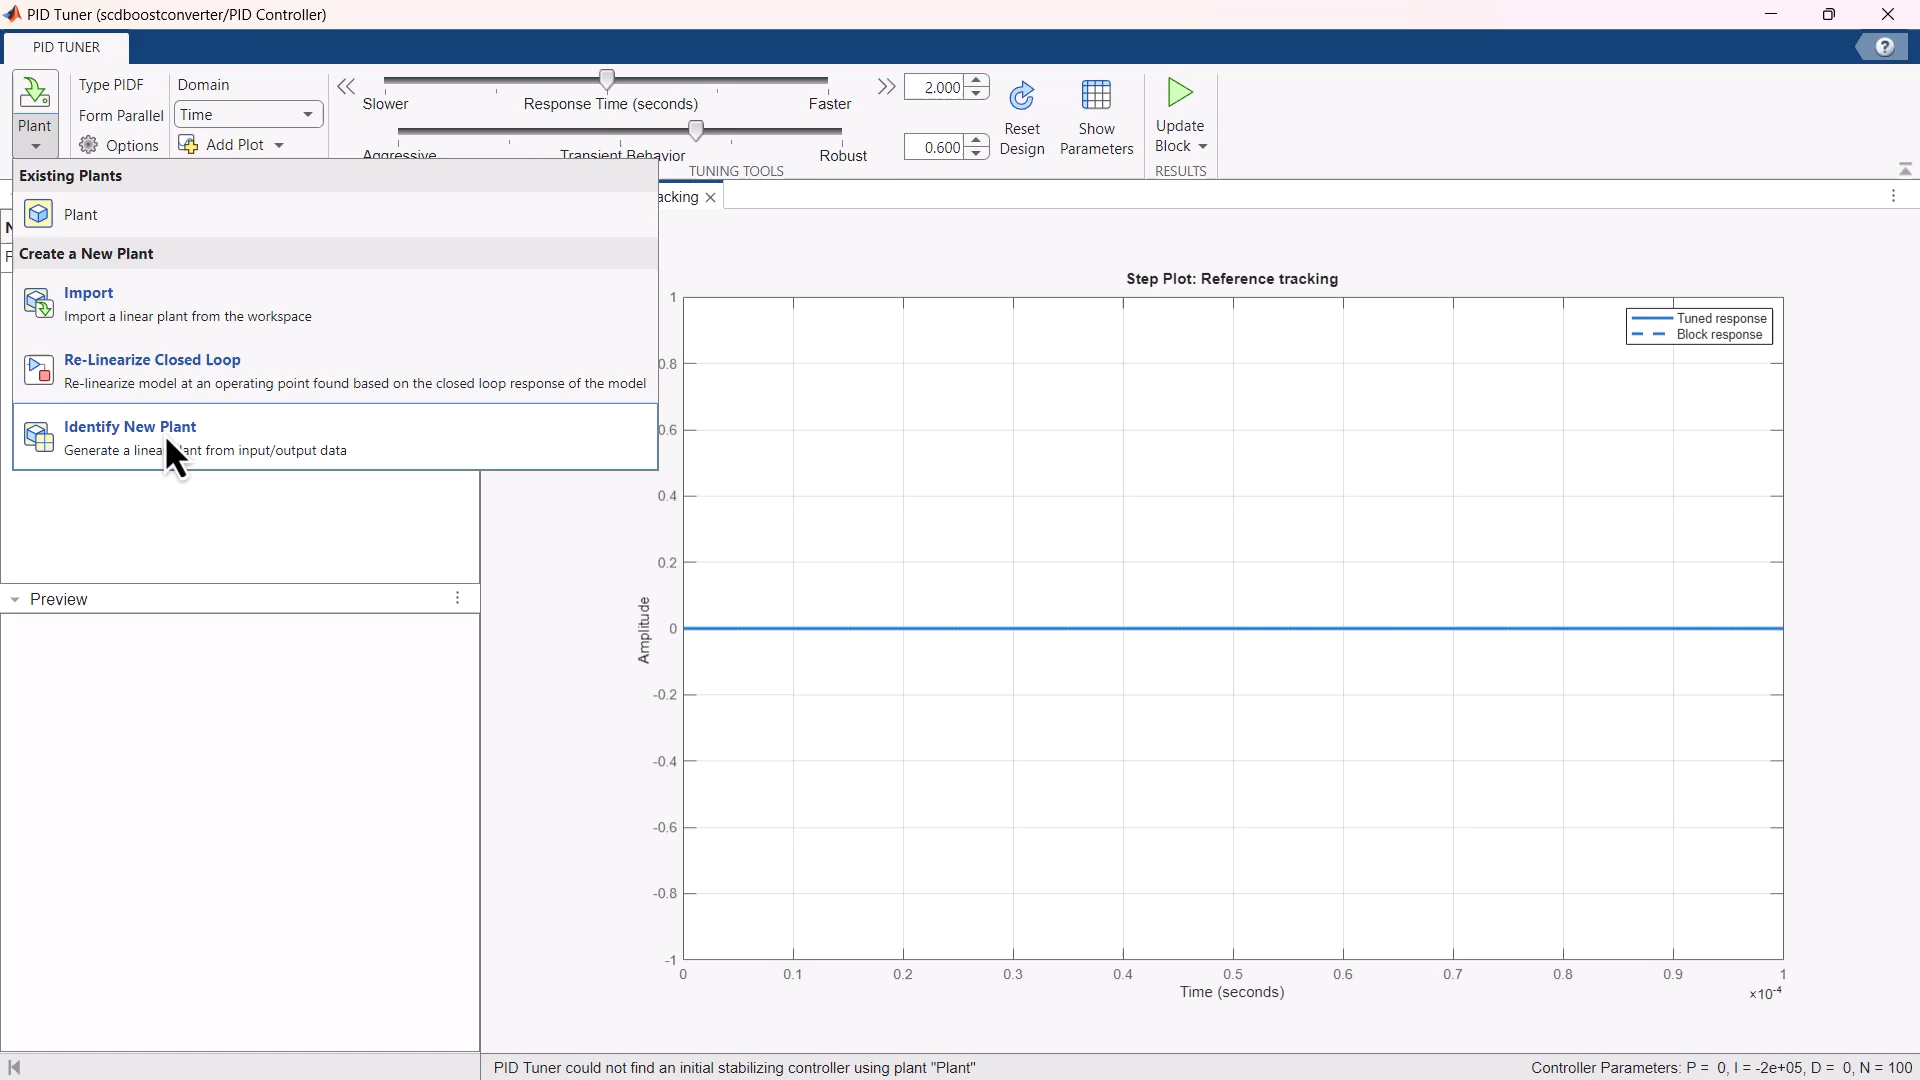 PID Tuner (scdboostconverter/PID Controller)
PID TUNER
?
Plant
Type PIDF
Form Parallel
Options
Domain
Time
Add Plot
Slower
Response Time (seconds)
Faster
2.000
Aggressive
Transient Behavior
Robust
0.600
Reset
Design
Show
Parameters
Update
Block
TUNING TOOLS
RESULTS
Existing Plants
Plant
Create a New Plant
Import
Import a linear plant from the workspace
Re-Linearize Closed Loop
Re-linearize model at an operating point found based on the closed loop response of the model
Identify New Plant
Generate a linea ant from input/output data
acking
Preview
Step Plot: Reference tracking
Tuned response
Block response
1
0.8
0.6
0.4
0.2
0
-0.2
-0.4
-0.6
-0.8
-1
Amplitude
0 0.1 0.2 0.3 0.4 0.5 0.6 0.7 0.8 0.9 1
Time (seconds)
×10⁻⁴
PID Tuner could not find an initial stabilizing controller using plant "Plant"
Controller Parameters: P = 0, I = -2e+05, D = 0, N = 100